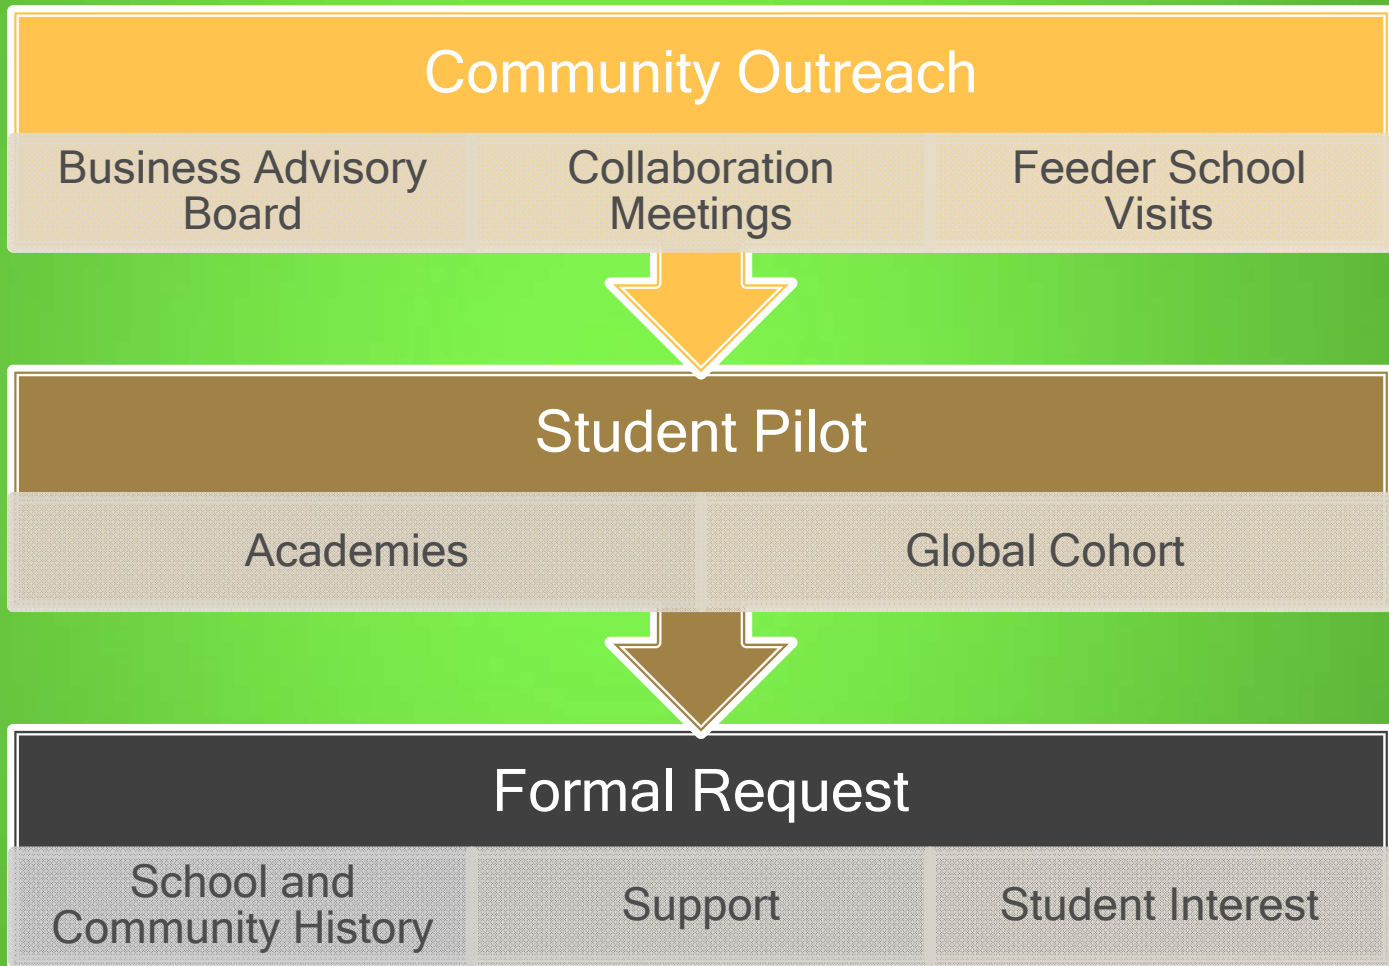 Community Outreach
Business Advisory
Board
Collaboration
Meetings
Feeder School
Visits
Student Pilot
Academies
Global Cohort
Formal Request
School and
Community History
Support
Student Interest